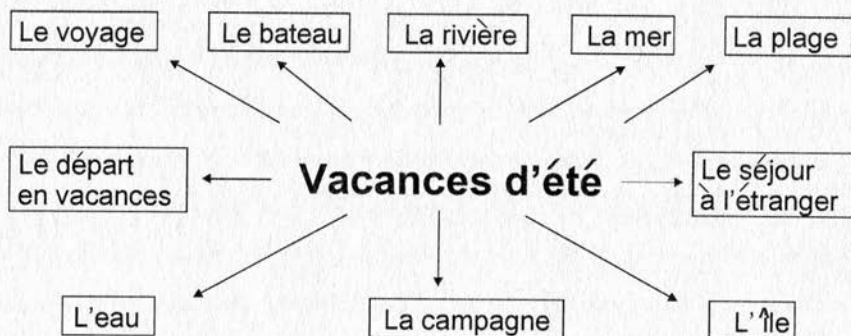 Le voyage
Le bateau
La rivière
La mer
La plage
Le départ
en vacances
Vacances d'été
Le séjour
à l'étranger
L'eau
La campagne
L'île